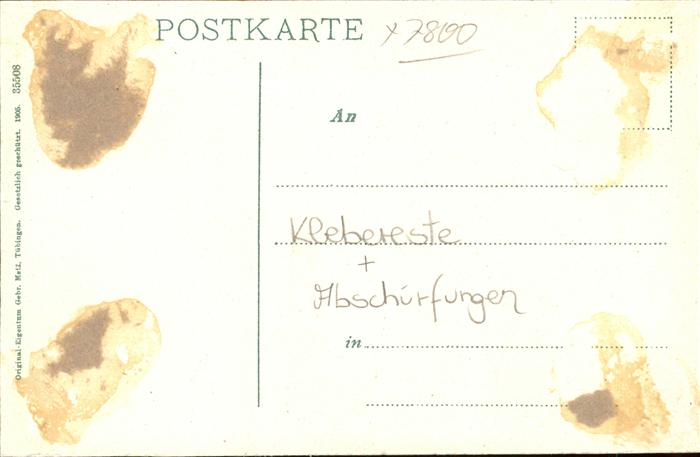 POSTKARTE x 7800
An
Klebereste
+
Abschürfungen
in
Original-Eigentum Gebr. Metz, Tübingen. Gesetzlich geschützt. 1905. 35508